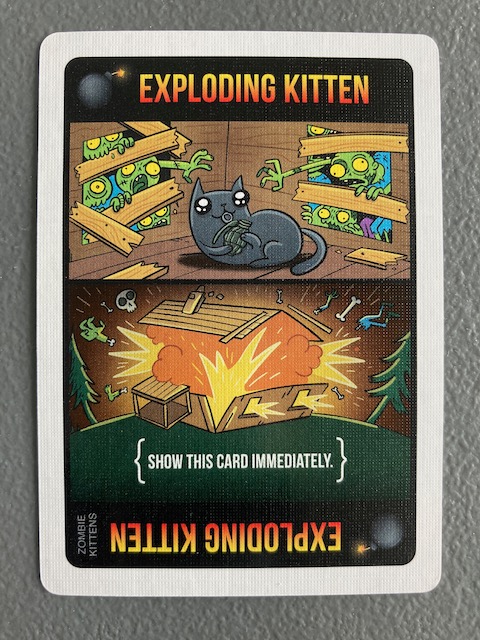 EXPLODING KITTEN
{SHOW THIS CARD IMMEDIATELY.}
ZOMBIE
KITTENS
EXPLODING KITTEN